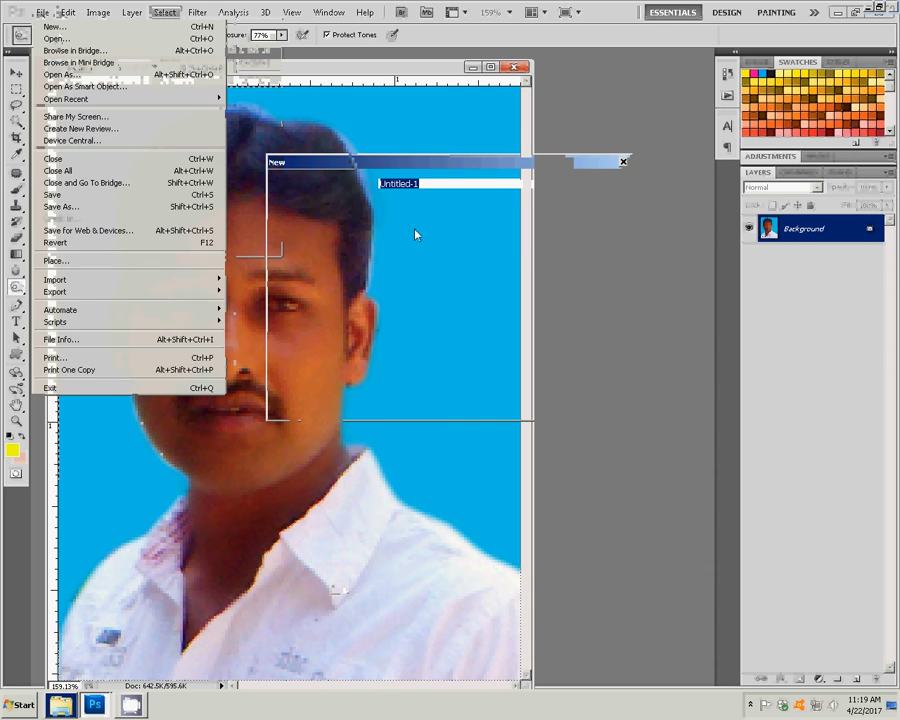 Ps File Edit Image Layer Select Filter Analysis 3D View Window Help Br Mb 159% ESSENTIALS DESIGN PAINTING
77% Protect Tones
New... Ctrl+N
Open... Ctrl+O
Browse in Bridge... Alt+Ctrl+O
Browse in Mini Bridge
Open As... Alt+Shift+Ctrl+O
Open As Smart Object...
Open Recent
Share My Screen...
Create New Review...
Device Central...
Close Ctrl+W
Close All Alt+Ctrl+W
Close and Go To Bridge... Shift+Ctrl+W
Save Ctrl+S
Save As... Shift+Ctrl+S
Save for Web & Devices... Alt+Shift+Ctrl+S
Revert F12
Place...
Import
Export
Automate
Scripts
File Info... Alt+Shift+Ctrl+I
Print... Ctrl+P
Print One Copy Alt+Shift+Ctrl+P
Exit Ctrl+Q
1
New
Untitled-1
1
SWATCHES
ADJUSTMENTS
LAYERS
Normal
Background
159.13% Doc: 642.5K/595.6K
Start Ps
11:19 AM
4/22/2017